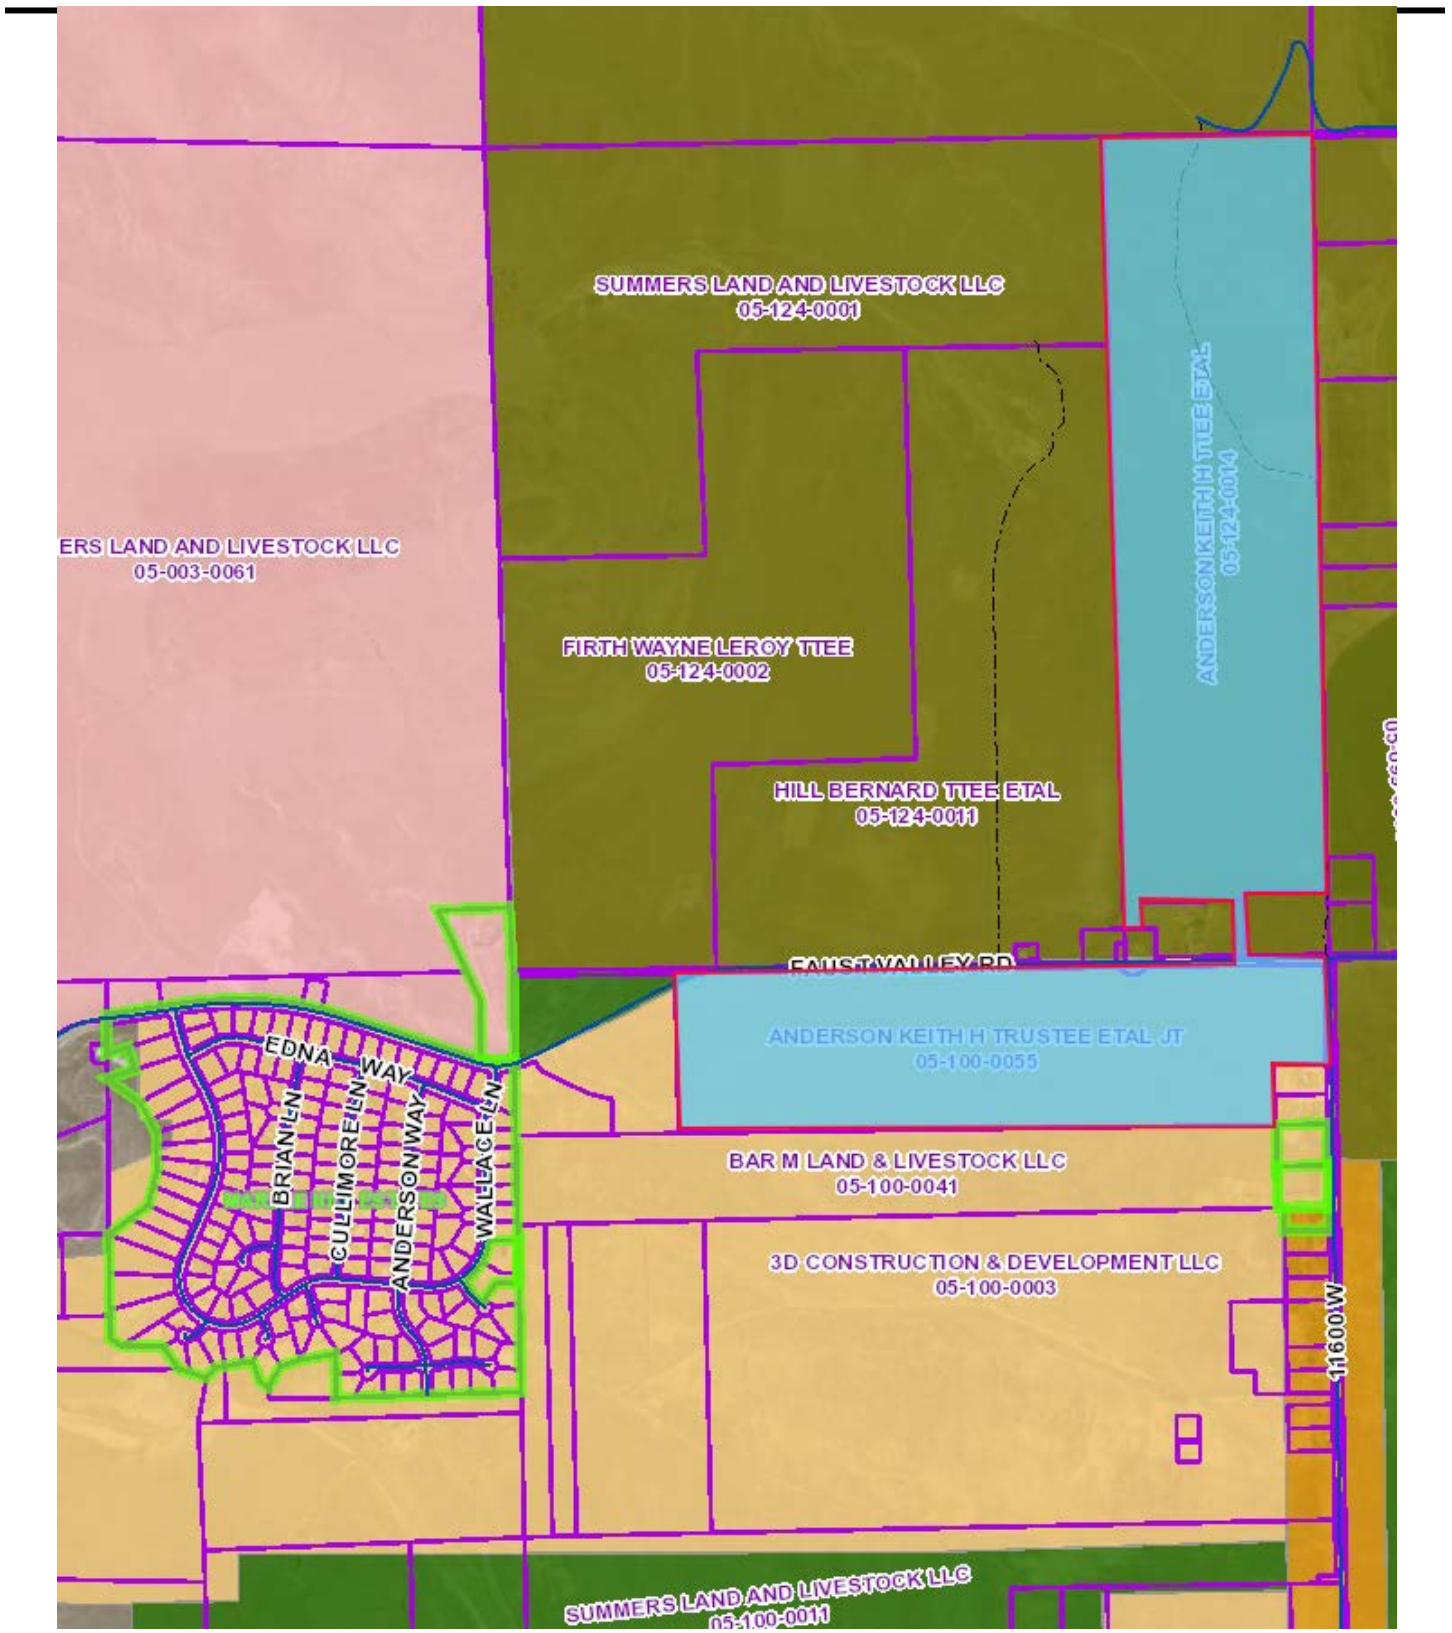 SUMMERS LAND AND LIVESTOCK LLC
05-124-0001
ANDERSON KEITH H TTEE ETAL
05-124-0014
ERS LAND AND LIVESTOCK LLC
05-003-0061
FIRTH WAYNE LEROY TTEE
05-124-0002
HILL BERNARD TTEE ETAL
05-124-0011
FAUST VALLEY RD
ANDERSON KEITH H TRUSTEE ETAL JT
05-100-0055
EDNA WAY
BRIAN LN
CULLIMORE LN
ANDERSON WAY
WALLACE LN
BAR M LAND & LIVESTOCK LLC
05-100-0041
ESTATES
3D CONSTRUCTION & DEVELOPMENT LLC
05-100-0003
11600 W
SUMMERS LAND AND LIVESTOCK LLC
05-100-0011